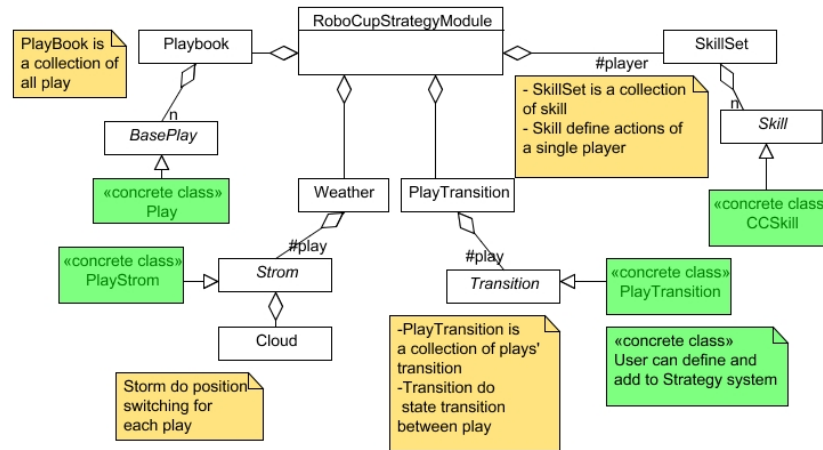 RoboCupStrategyModule
PlayBook is
a collection of
all play
Playbook
SkillSet
#player
n
BasePlay
- SkillSet is a collection
of skill
- Skill define actions of
a single player
n
Skill
«concrete class»
Play
Weather
PlayTransition
«concrete class»
CCSkill
#play
#play
«concrete class»
PlayStrom
Strom
Transition
«concrete class»
PlayTransition
Cloud
-PlayTransition is
a collection of plays'
transition
-Transition do
state transition
between play
«concrete class»
User can define and
add to Strategy system
Storm do position
switching for
each play